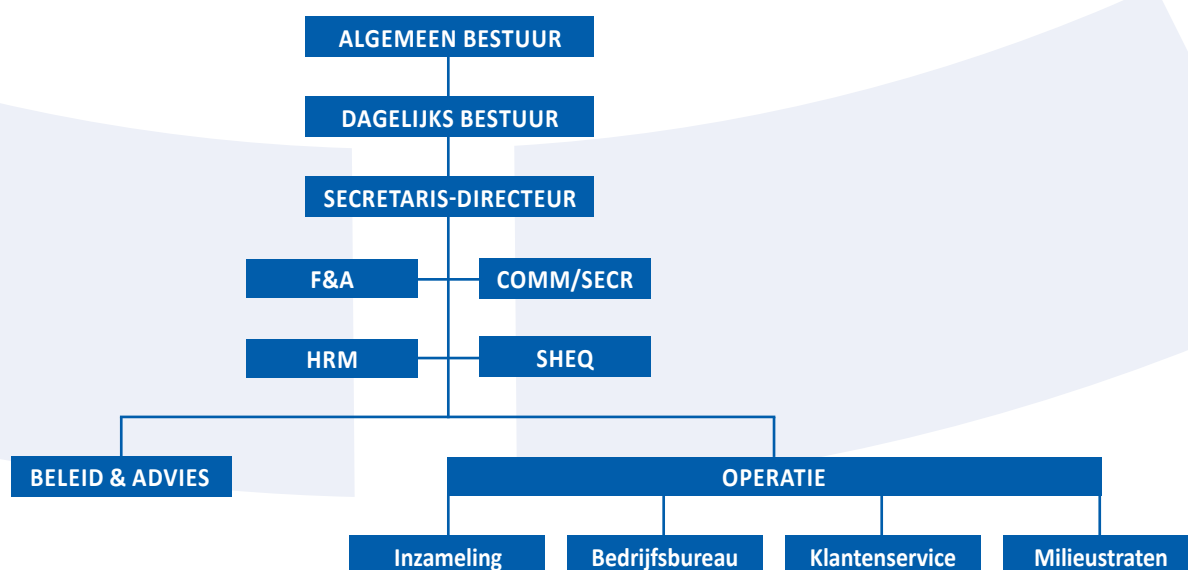 ALGEMEEN BESTUUR
DAGELIJKS BESTUUR
SECRETARIS-DIRECTEUR
F&A
COMM/SECR
HRM
SHEQ
BELEID & ADVIES
OPERATIE
Inzameling
Bedrijfsbureau
Klantenservice
Milieustraten